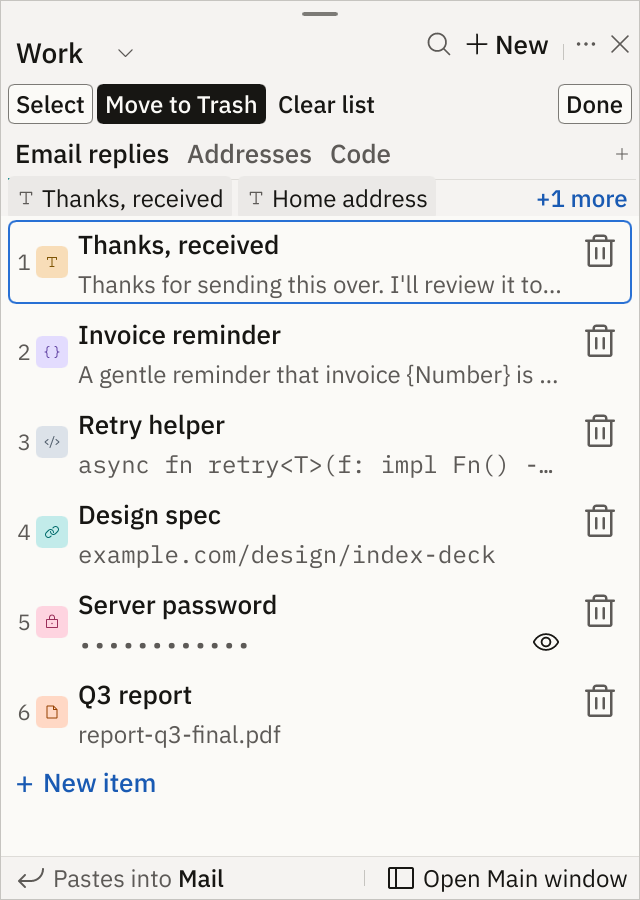 Work
+ New
Select Move to Trash Clear list Done
Email replies Addresses Code +
T Thanks, received T Home address +1 more
1 T Thanks, received
Thanks for sending this over. I'll review it to...
2 {} Invoice reminder
A gentle reminder that invoice {Number} is ...
3 </> Retry helper
async fn retry<T>(f: impl Fn() -…
4 Design spec
example.com/design/index-deck
5 Server password
••••••••••••
6 Q3 report
report-q3-final.pdf
+ New item
Pastes into Mail Open Main window